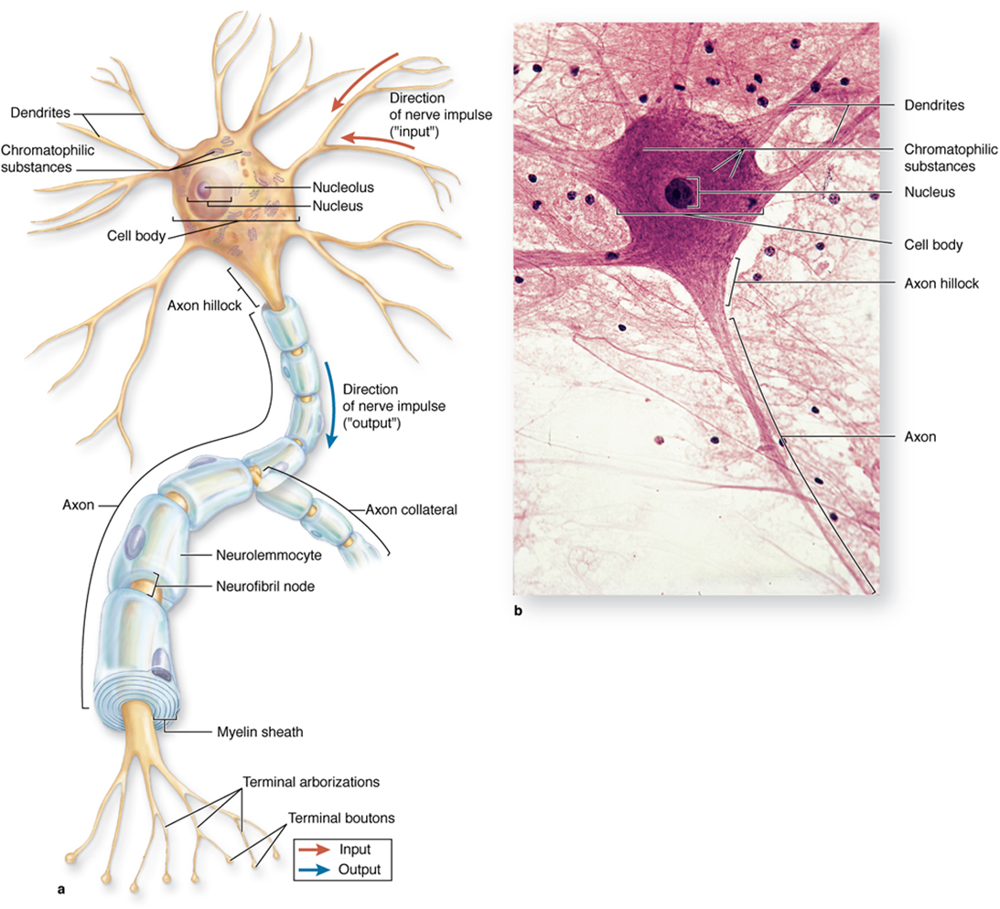 Dendrites
Chromatophilic
substances
Direction
of nerve impulse
("input")
Nucleolus
Nucleus
Cell body
Axon hillock
Direction
of nerve impulse
("output")
Axon
Axon collateral
Neurolemmocyte
Neurofibril node
Myelin sheath
Terminal arborizations
Terminal boutons
Input
Output
a
Dendrites
Chromatophilic
substances
Nucleus
Cell body
Axon hillock
Axon
b